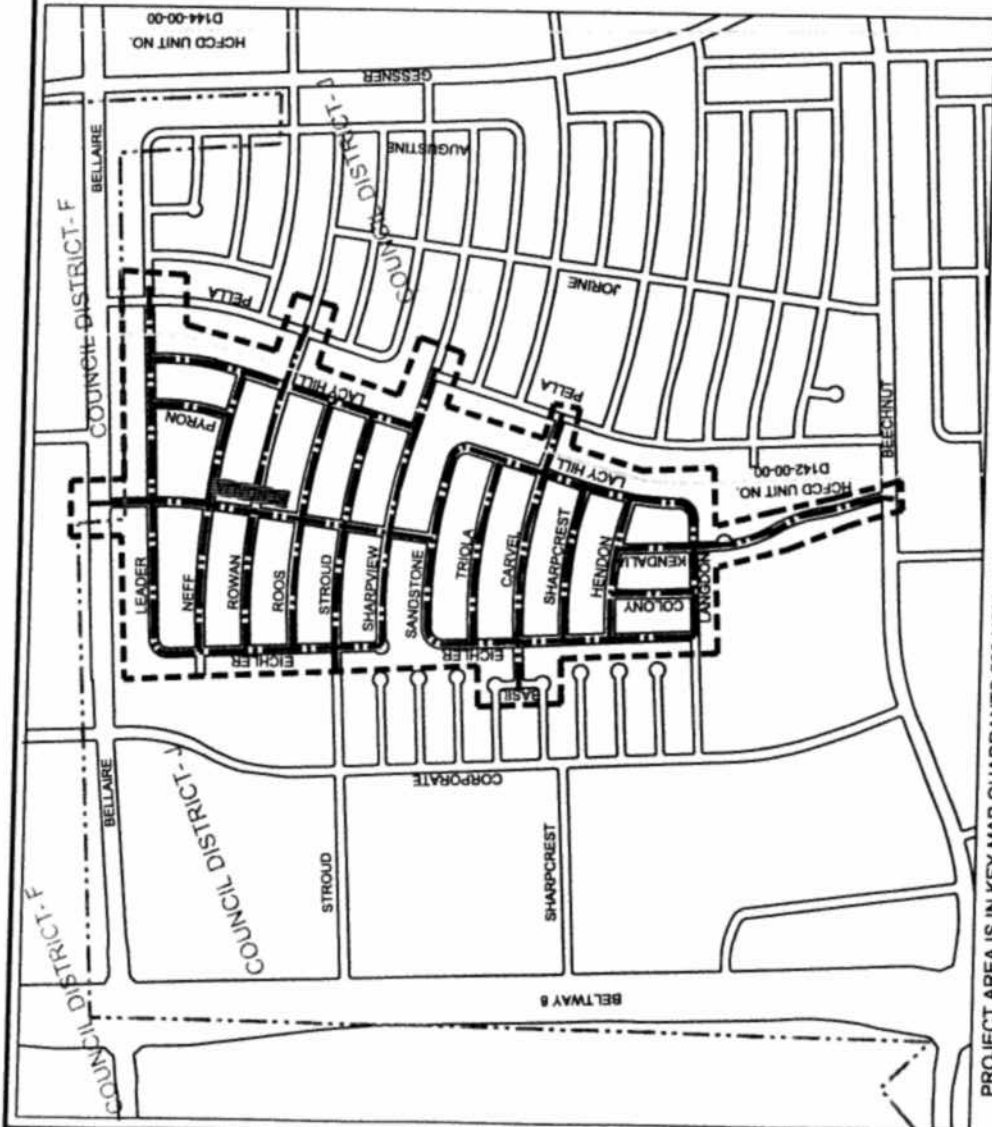 HCFCD UNIT NO.
D144-00-00
GESSNER
BELLAIRE
COUNCIL DISTRICT- F
AUGUSTINE
COUNCIL DISTRICT- J
PELLA
JORINE
LACY HILL
PYRON
PELLA
BEECHNUT
LEADER
NEFF
ROWAN
ROOS
STROUD
SHARPVIEW
SANDSTONE
TRIOLA
CARVEL
SHARPCREST
HENDON
LACY HILL
HCFCD UNIT NO.
D142-00-00
KENDALIA
COLONY
LANGDON
EICHLER
EICHLER
BASIL
BELLAIRE
CORPORATE
COUNCIL DISTRICT- J
STROUD
SHARPCREST
COUNCIL DISTRICT- F
BELTWAY 8
PROJECT AREA IS IN KEY MAP